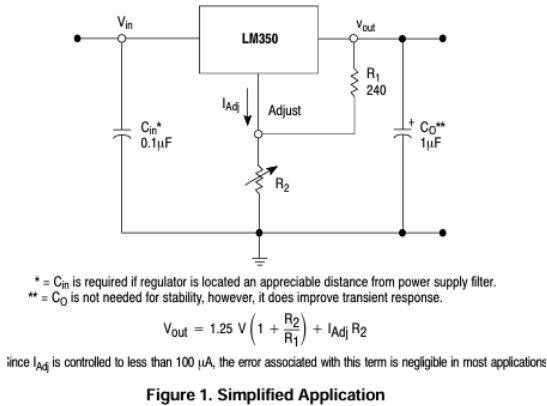 Vin
LM350
Vout
R1
240
IAdj
Adjust
Cin*
0.1µF
+
CO**
1µF
R2
* = Cin is required if regulator is located an appreciable distance from power supply filter.
** = CO is not needed for stability, however, it does improve transient response.
Vout = 1.25 V (1 + R2/R1) + IAdj R2
Since IAdj is controlled to less than 100 µA, the error associated with this term is negligible in most applications
Figure 1. Simplified Application